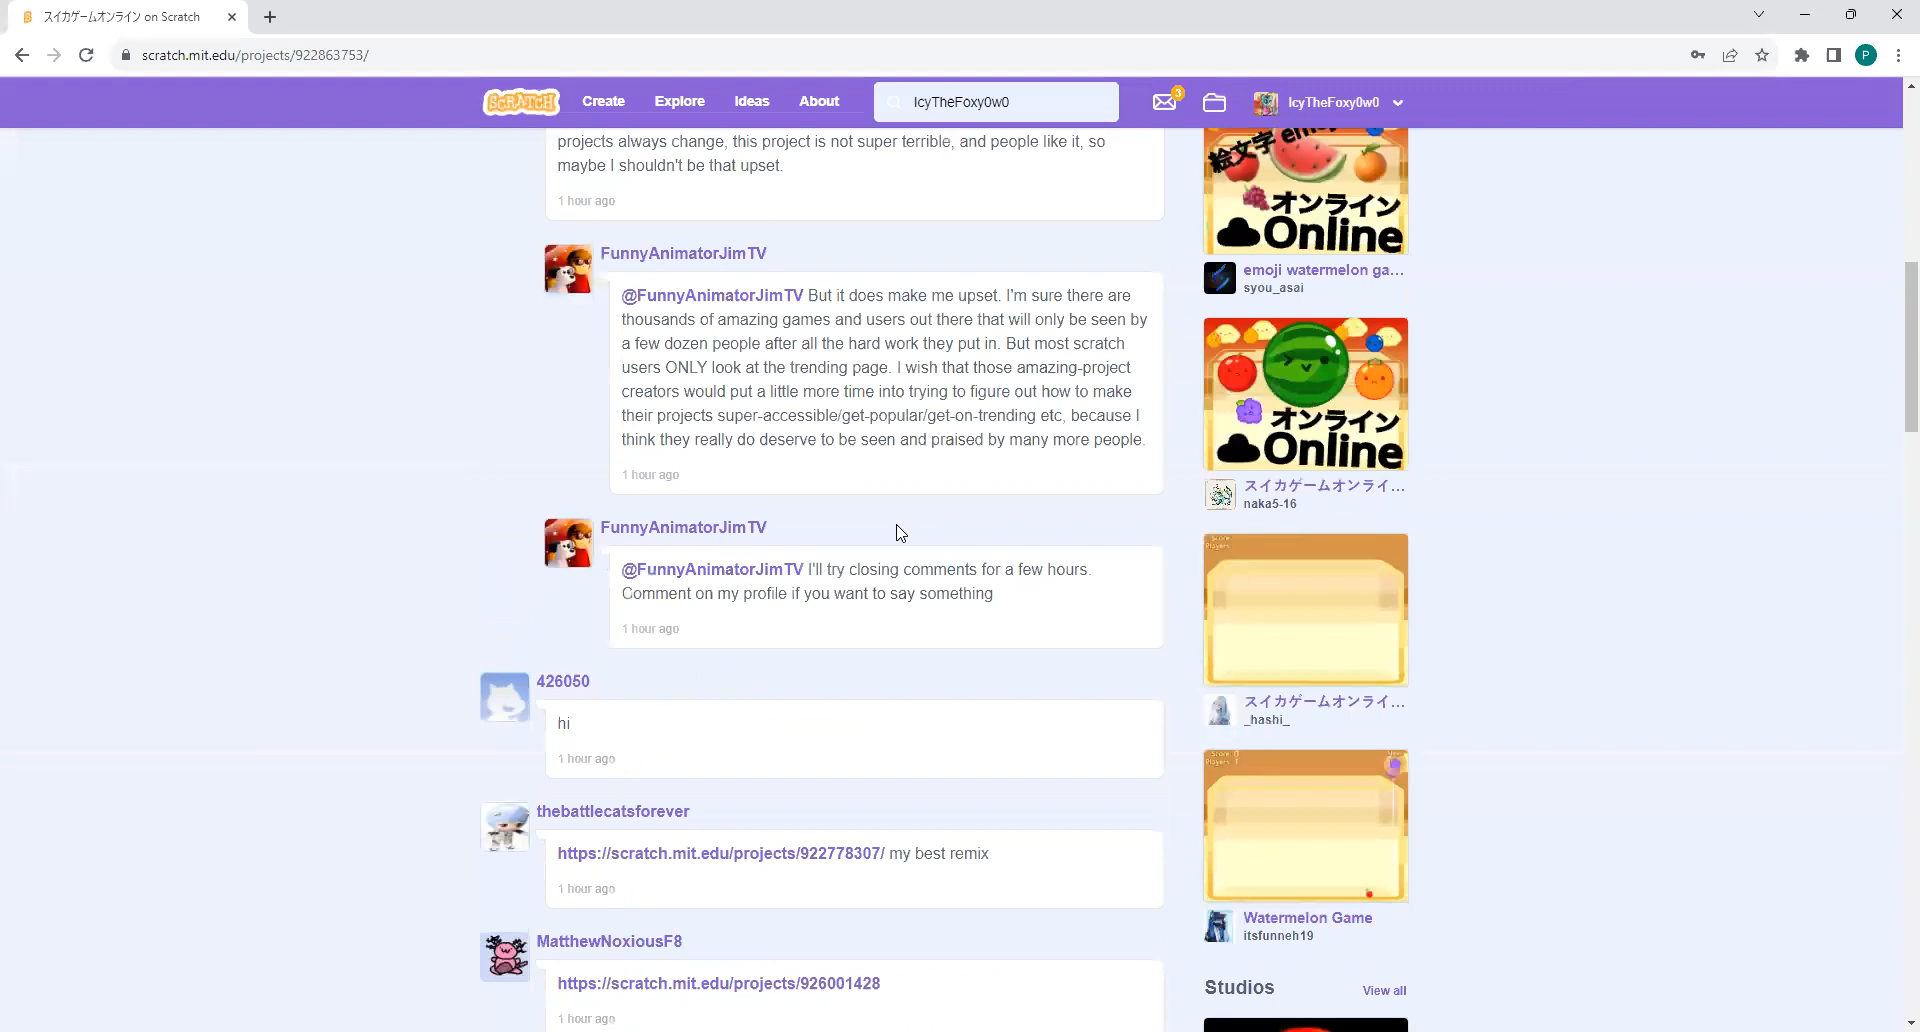 スイカゲームオンライン on Scratch
scratch.mit.edu/projects/922863753/
P
SCRATCH
Create
Explore
Ideas
About
IcyTheFoxy0w0
3
IcyTheFoxy0w0
projects always change, this project is not super terrible, and people like it, so
maybe I shouldn't be that upset.
1 hour ago
FunnyAnimatorJimTV
@FunnyAnimatorJimTV But it does make me upset. I'm sure there are
thousands of amazing games and users out there that will only be seen by
a few dozen people after all the hard work they put in. But most scratch
users ONLY look at the trending page. I wish that those amazing-project
creators would put a little more time into trying to figure out how to make
their projects super-accessible/get-popular/get-on-trending etc, because I
think they really do deserve to be seen and praised by many more people.
1 hour ago
FunnyAnimatorJimTV
@FunnyAnimatorJimTV I'll try closing comments for a few hours.
Comment on my profile if you want to say something
1 hour ago
426050
hi
1 hour ago
thebattlecatsforever
https://scratch.mit.edu/projects/922778307/ my best remix
1 hour ago
MatthewNoxiousF8
https://scratch.mit.edu/projects/926001428
1 hour ago
絵文字 emoji
オンライン
Online
emoji watermelon ga...
syou_asai
オンライン
Online
スイカゲームオンライ...
naka5-16
Score
Players
スイカゲームオンライ...
_hashi_
Score 0
Players 1
Watermelon Game
itsfunneh19
Studios
View all